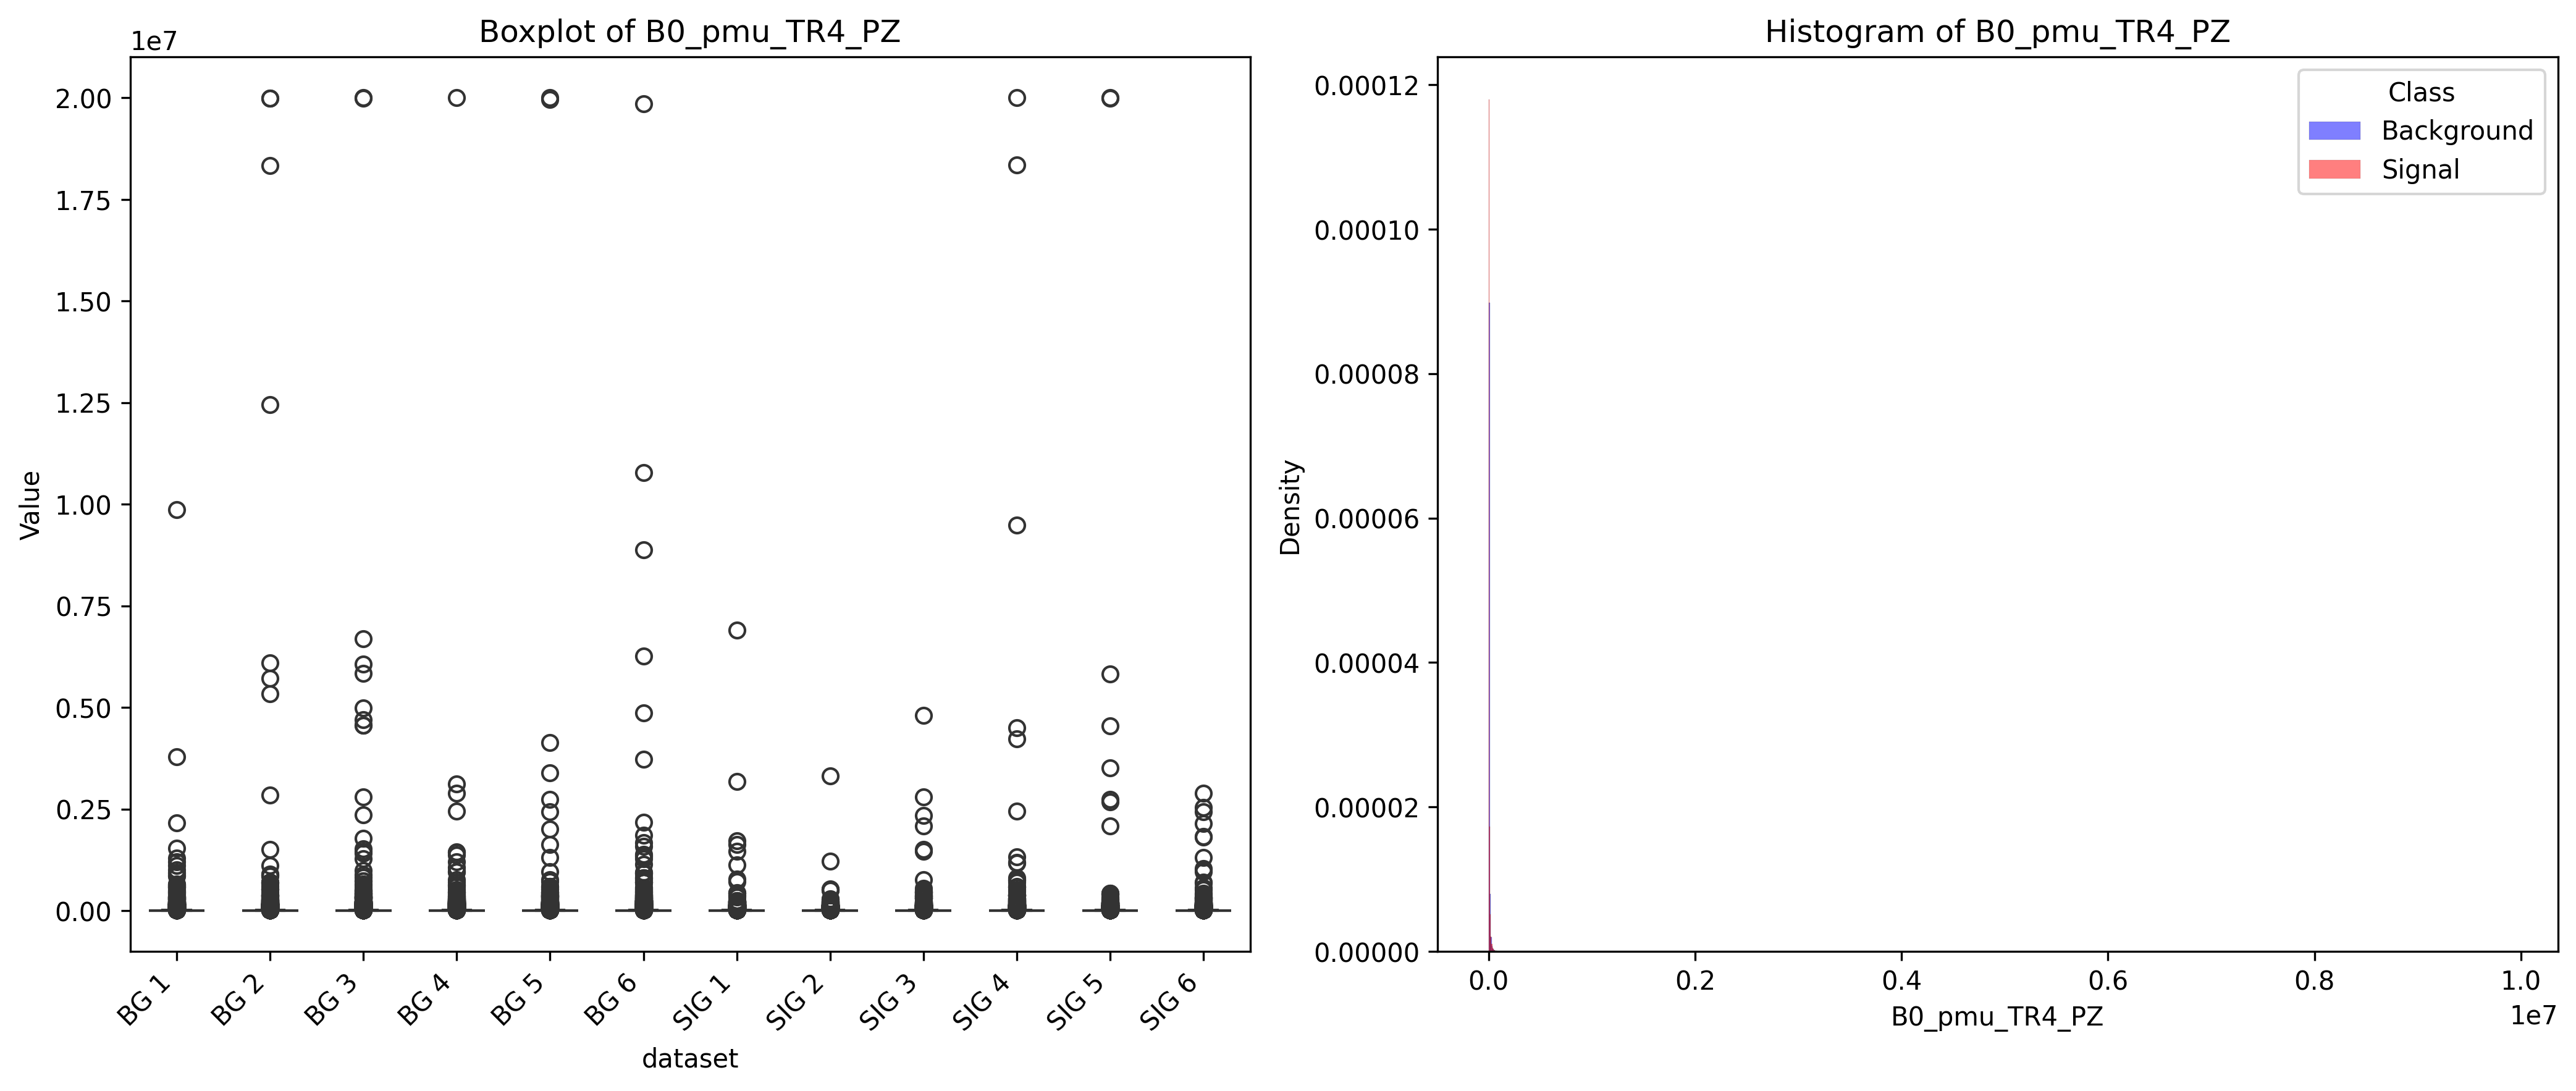 Boxplot of B0_pmu_TR4_PZ
1e7
2.00
1.75
1.50
1.25
1.00
0.75
0.50
0.25
0.00
Value
BG 1
BG 2
BG 3
BG 4
BG 5
BG 6
SIG 1
SIG 2
SIG 3
SIG 4
SIG 5
SIG 6
dataset
Histogram of B0_pmu_TR4_PZ
0.00012
0.00010
0.00008
0.00006
0.00004
0.00002
0.00000
Density
Class
Background
Signal
0.0
0.2
0.4
0.6
0.8
1.0
1e7
B0_pmu_TR4_PZ